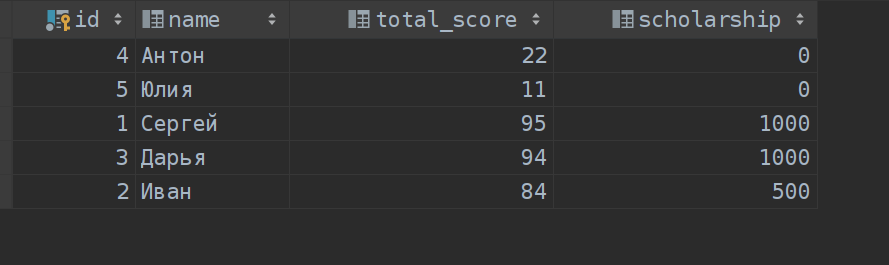 id name total_score scholarship
4 Антон 22 0
5 Юлия 11 0
1 Сергей 95 1000
3 Дарья 94 1000
2 Иван 84 500